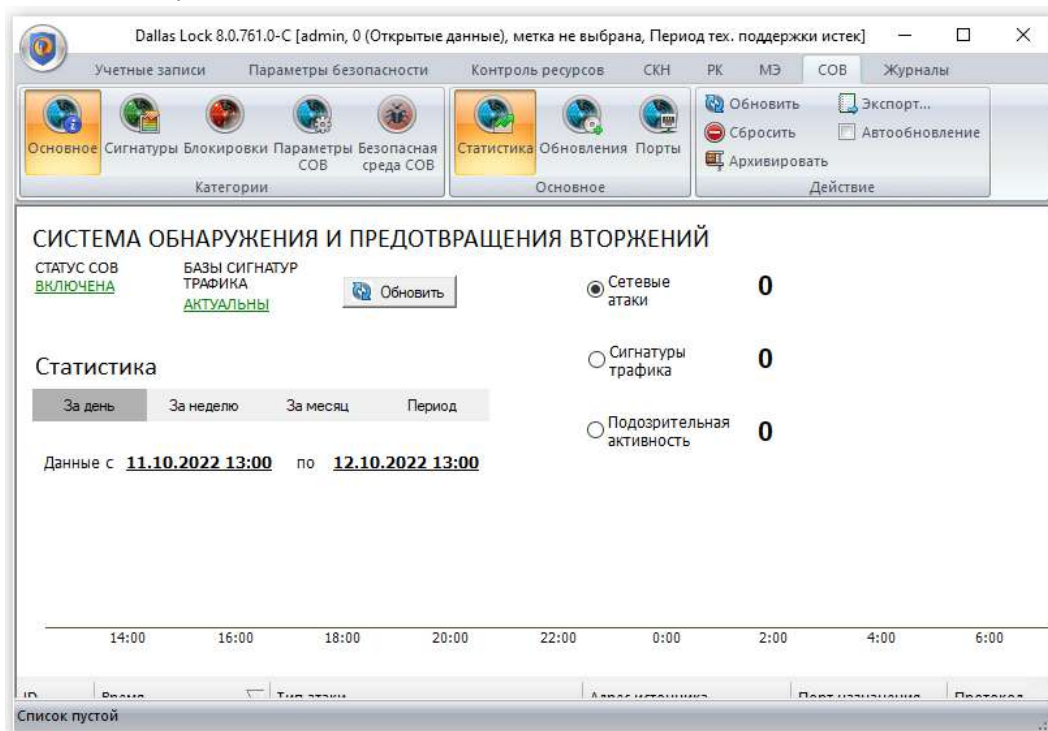 Dallas Lock 8.0.761.0-C [admin, 0 (Открытые данные), метка не выбрана, Период тех. поддержки истек]
Учетные записи Параметры безопасности Контроль ресурсов СКН РК МЭ СОВ Журналы
Основное Сигнатуры Блокировки Параметры СОВ Безопасная среда СОВ
Статистика Обновления Порты
Обновить Экспорт...
Сбросить Автообновление
Архивировать
Категории Основное Действие
СИСТЕМА ОБНАРУЖЕНИЯ И ПРЕДОТВРАЩЕНИЯ ВТОРЖЕНИЙ
СТАТУС СОВ
ВКЛЮЧЕНА
БАЗЫ СИГНАТУР
ТРАФИКА
АКТУАЛЬНЫ
Обновить
Сетевые
атаки
0
Сигнатуры
трафика
0
Подозрительная
активность
0
Статистика
За день За неделю За месяц Период
Данные с 11.10.2022 13:00 по 12.10.2022 13:00
14:00 16:00 18:00 20:00 22:00 0:00 2:00 4:00 6:00
ID Время Тип атаки Адрес источника Порт назначения Протокол
Список пустой